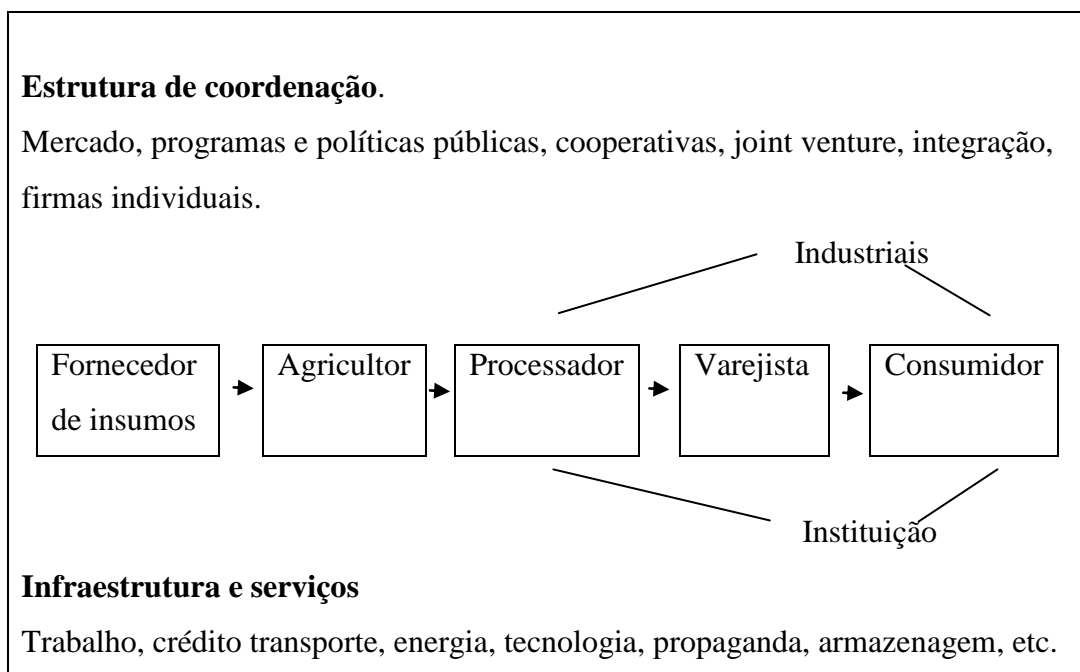 Estrutura de coordenação.
Mercado, programas e políticas públicas, cooperativas, joint venture, integração,
firmas individuais.
Industriais
Fornecedor
de insumos
Agricultor
Processador
Varejista
Consumidor
Instituição
Infraestrutura e serviços
Trabalho, crédito transporte, energia, tecnologia, propaganda, armazenagem, etc.